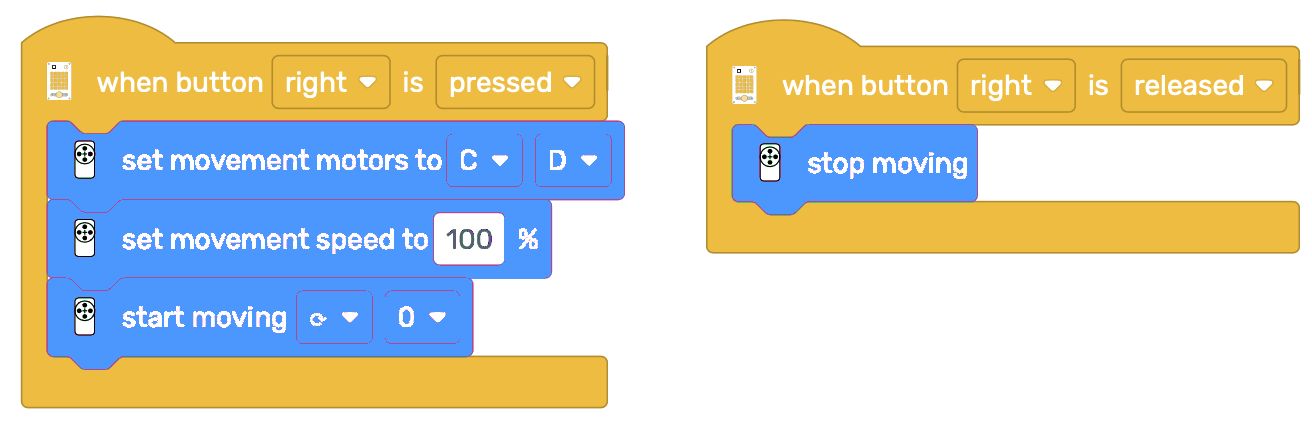 when button right is pressed
set movement motors to C D
set movement speed to 100 %
start moving ⟳ 0
when button right is released
stop moving